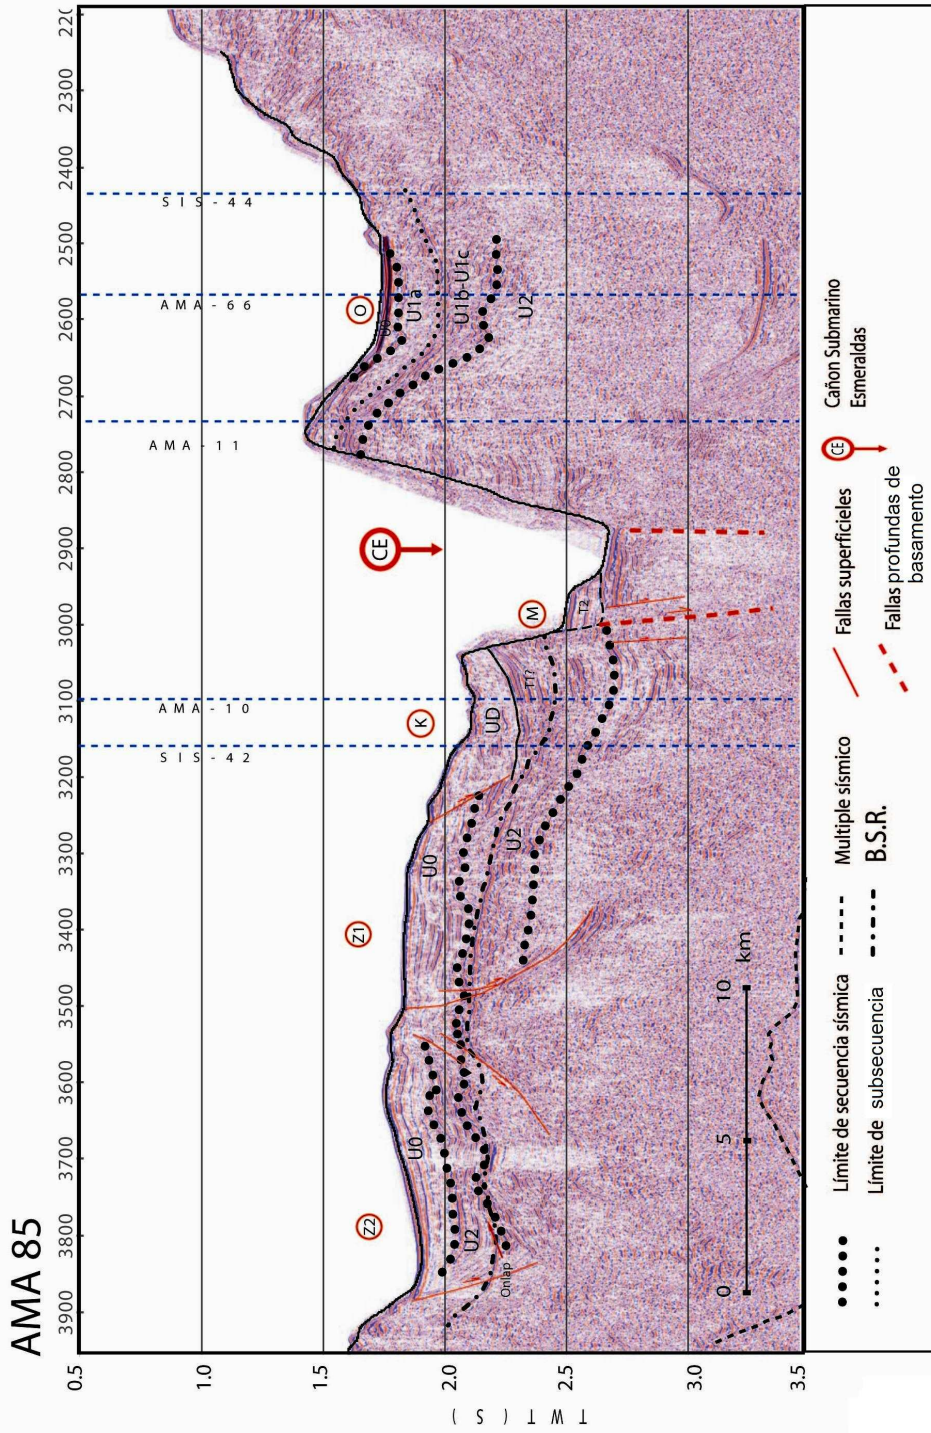 AMA 85
3900 3800 3700 3600 3500 3400 3300 3200 3100 3000 2900 2800 2700 2600 2500 2400 2300 220
SIS-42
AMA-10
AMA-11
AMA-66
SIS-44
0.5
1.0
1.5
2.0
2.5
3.0
3.5
TWT (S)
Z2
Z1
K
M
CE
O
U0
U2
Onlap
U0
U2
UD
T1?
T2
U0
U1a
U1b-U1c
U2
0 5 10 km
Límite de secuencia sísmica
Límite de subsecuencia
Multiple sísmico
B.S.R.
Fallas superficieles
Fallas profundas de basamento
CE
Cañon Submarino
Esmeraldas